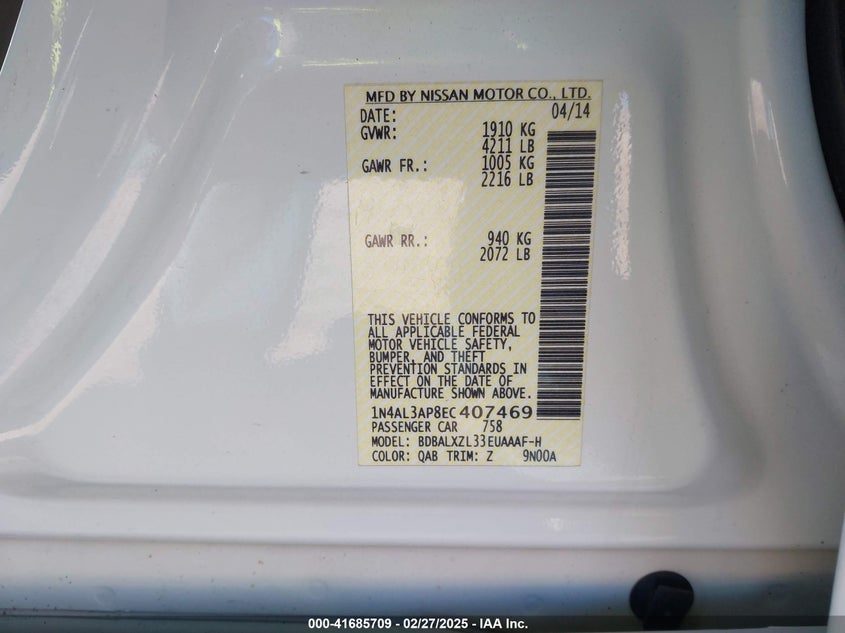 MFD BY NISSAN MOTOR CO., LTD.
DATE: 04/14
GVWR: 1910 KG
4211 LB
GAWR FR.: 1005 KG
2216 LB
GAWR RR.: 940 KG
2072 LB
THIS VEHICLE CONFORMS TO
ALL APPLICABLE FEDERAL
MOTOR VEHICLE SAFETY,
BUMPER, AND THEFT
PREVENTION STANDARDS IN
EFFECT ON THE DATE OF
MANUFACTURE SHOWN ABOVE.
1N4AL3AP8EC407469
PASSENGER CAR 758
MODEL: BDBALXZL33EUAAAF-H
COLOR: QAB TRIM: Z 9N00A
000-41685709 - 02/27/2025 - IAA Inc.